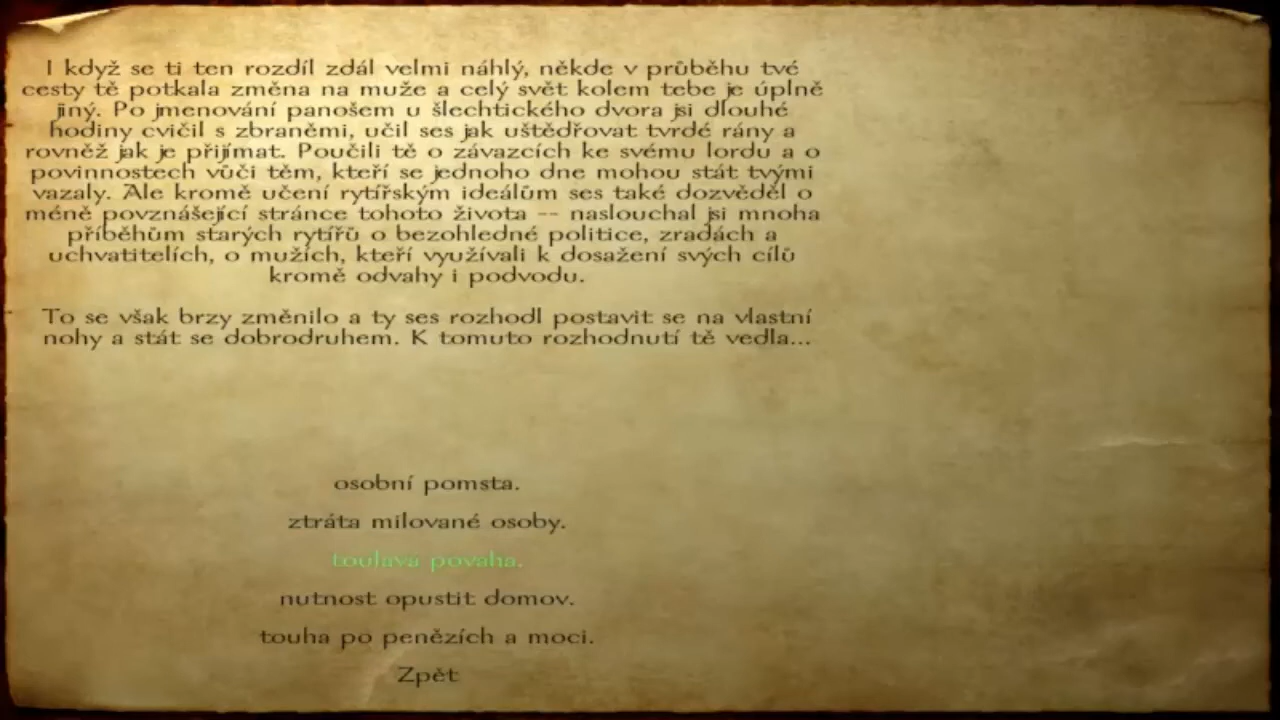 I když se ti ten rozdíl zdál velmi náhlý, někde v průběhu tvé
cesty tě potkala změna na muže a celý svět kolem tebe je úplně
jiný. Po jmenování panošem u šlechtického dvora jsi dlouhé
hodiny cvičil s zbraněmi, učil ses jak uštědřovat tvrdé rány a
rovněž jak je přijímat. Poučili tě o závazcích ke svému lordu a o
povinnostech vůči těm, kteří se jednoho dne mohou stát tvými
vazaly. Ale kromě učení rytířským ideálům ses také dozvěděl o
méně povznášející stránce tohoto života -- naslouchal jsi mnoha
příběhům starých rytířů o bezohledné politice, zradách a
uchvatitelích, o mužích, kteří využívali k dosažení svých cílů
kromě odvahy i podvodu.
To se však brzy změnilo a ty ses rozhodl postavit se na vlastní
nohy a stát se dobrodruhem. K tomuto rozhodnutí tě vedla...
osobní pomsta.
ztráta milované osoby.
toulavá povaha.
nutnost opustit domov.
touha po penězích a moci.
Zpět